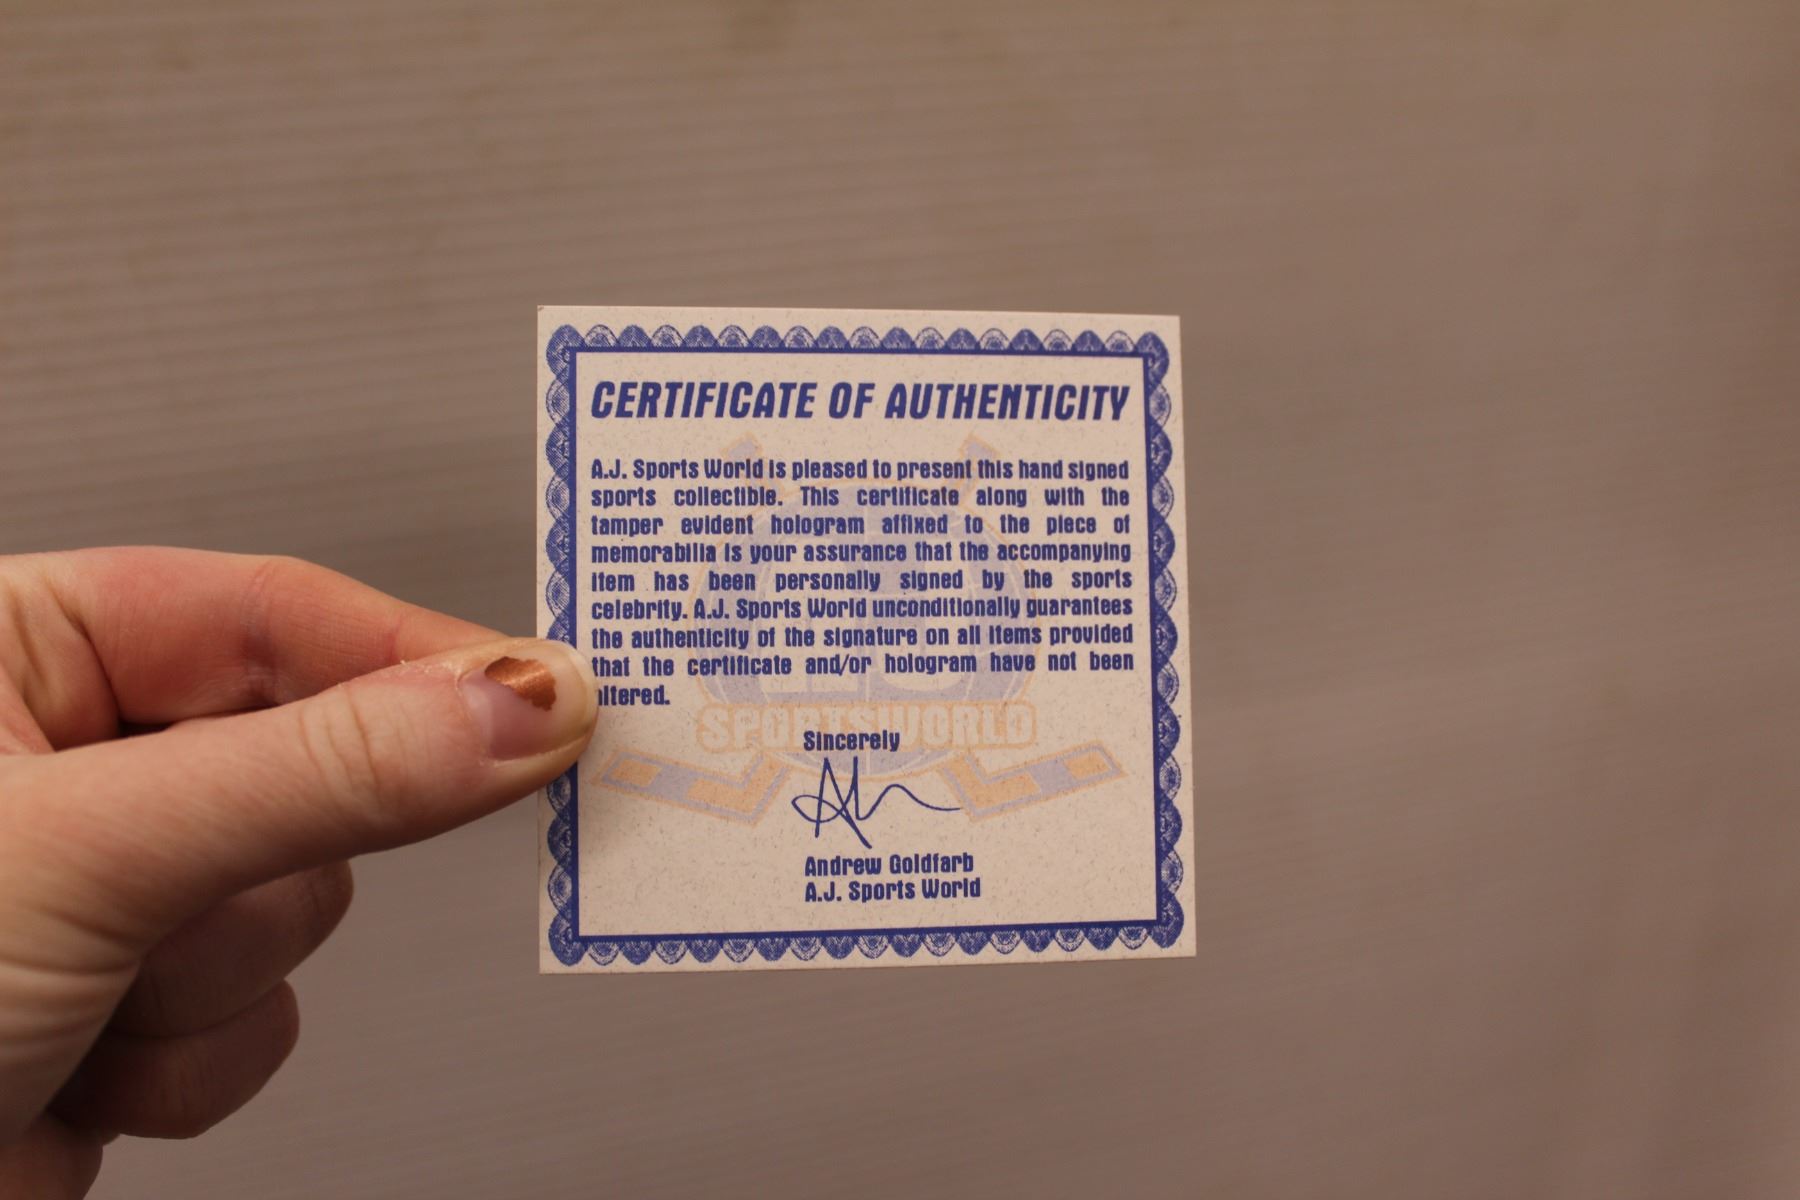 CERTIFICATE OF AUTHENTICITY
A.J. Sports World is pleased to present this hand signed
sports collectible. This certificate along with the
tamper evident hologram affixed to the piece of
memorabilia is your assurance that the accompanying
item has been personally signed by the sports
celebrity. A.J. Sports World unconditionally guarantees
the authenticity of the signature on all items provided
that the certificate and/or hologram have not been
ltered.
SPORTSWORLD
Sincerely
Andrew Goldfarb
A.J. Sports World